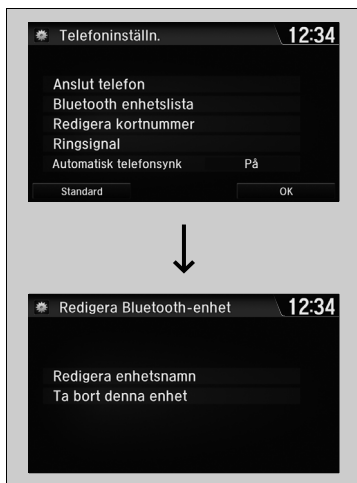 Telefoninställn.
12:34
Anslut telefon
Bluetooth enhetslista
Redigera kortnummer
Ringsignal
Automatisk telefonsynk På
Standard OK
Redigera Bluetooth-enhet
12:34
Redigera enhetsnamn
Ta bort denna enhet